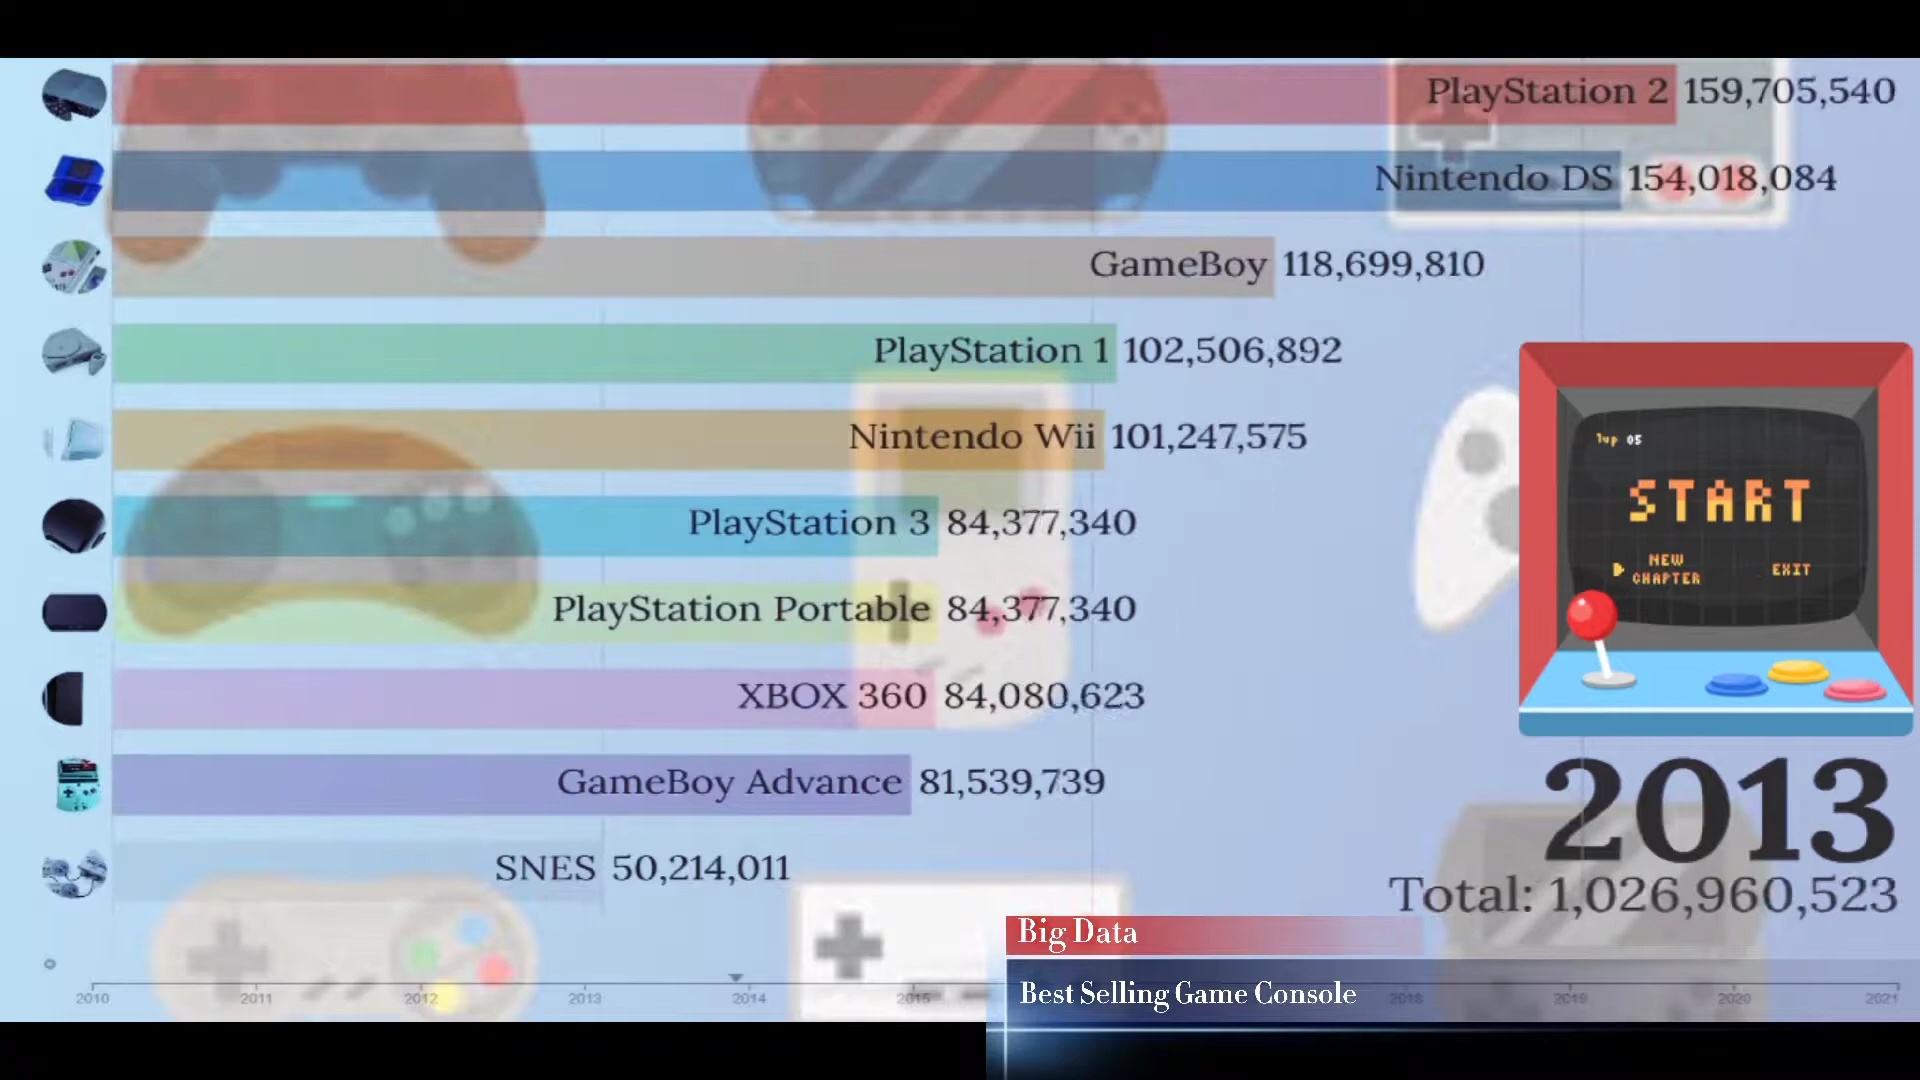 PlayStation 2 159,705,540
Nintendo DS 154,018,084
GameBoy 118,699,810
PlayStation 1 102,506,892
Nintendo Wii 101,247,575
PlayStation 3 84,377,340
PlayStation Portable 84,377,340
XBOX 360 84,080,623
GameBoy Advance 81,539,739
SNES 50,214,011
1up 05
START
NEW CHAPTER
EXIT
2013
Total: 1,026,960,523
Big Data
Best Selling Game Console
2010 2011 2012 2013 2014 2015 2018 2019 2020 2021